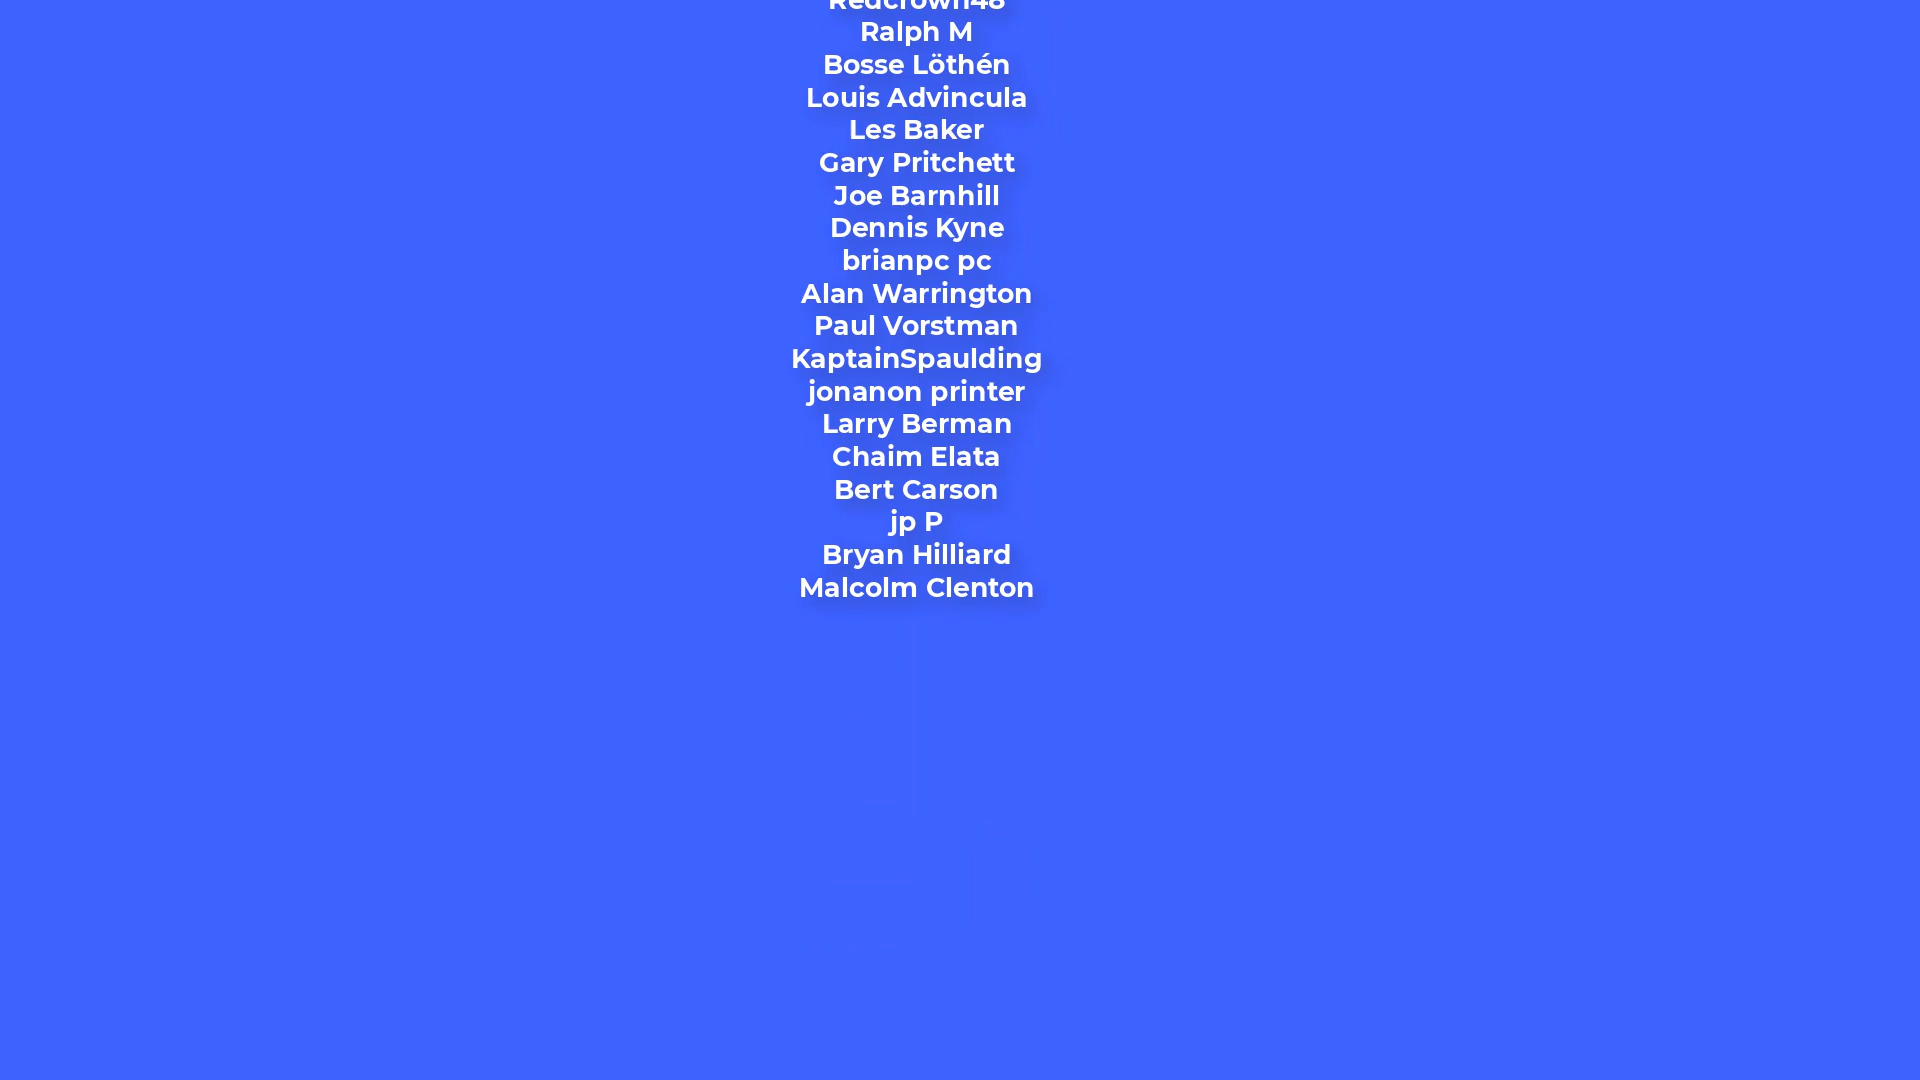 Redcrown48
Ralph M
Bosse Löthén
Louis Advincula
Les Baker
Gary Pritchett
Joe Barnhill
Dennis Kyne
brianpc pc
Alan Warrington
Paul Vorstman
KaptainSpaulding
jonanon printer
Larry Berman
Chaim Elata
Bert Carson
jp P
Bryan Hilliard
Malcolm Clenton